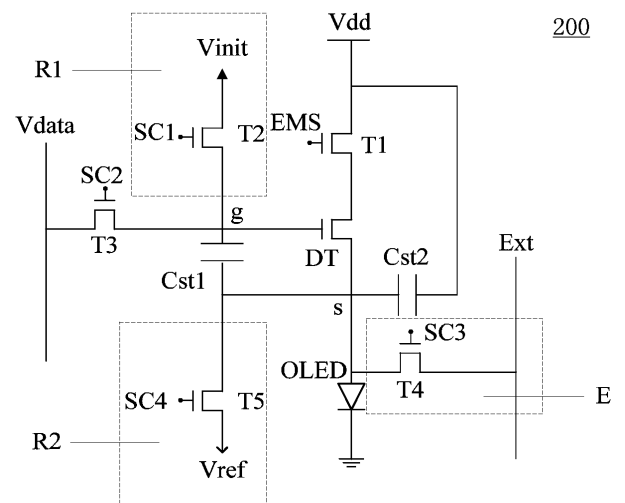 Vdd
200
Vinit
R1
Vdata
SC1
T2
EMS
T1
SC2
g
T3
DT
Ext
Cst1
Cst2
s
SC3
OLED
T4
SC4
T5
E
R2
Vref